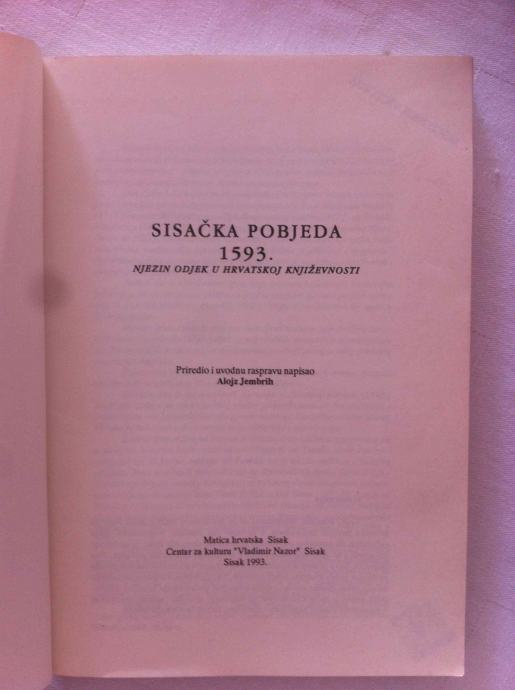 SISAČKA POBJEDA
1593.
NJEZIN ODJEK U HRVATSKOJ KNJIŽEVNOSTI
Priredio i uvodnu raspravu napisao
Alojz Jembrih
Matica hrvatska Sisak
Centar za kulturu "Vladimir Nazor" Sisak
Sisak 1993.